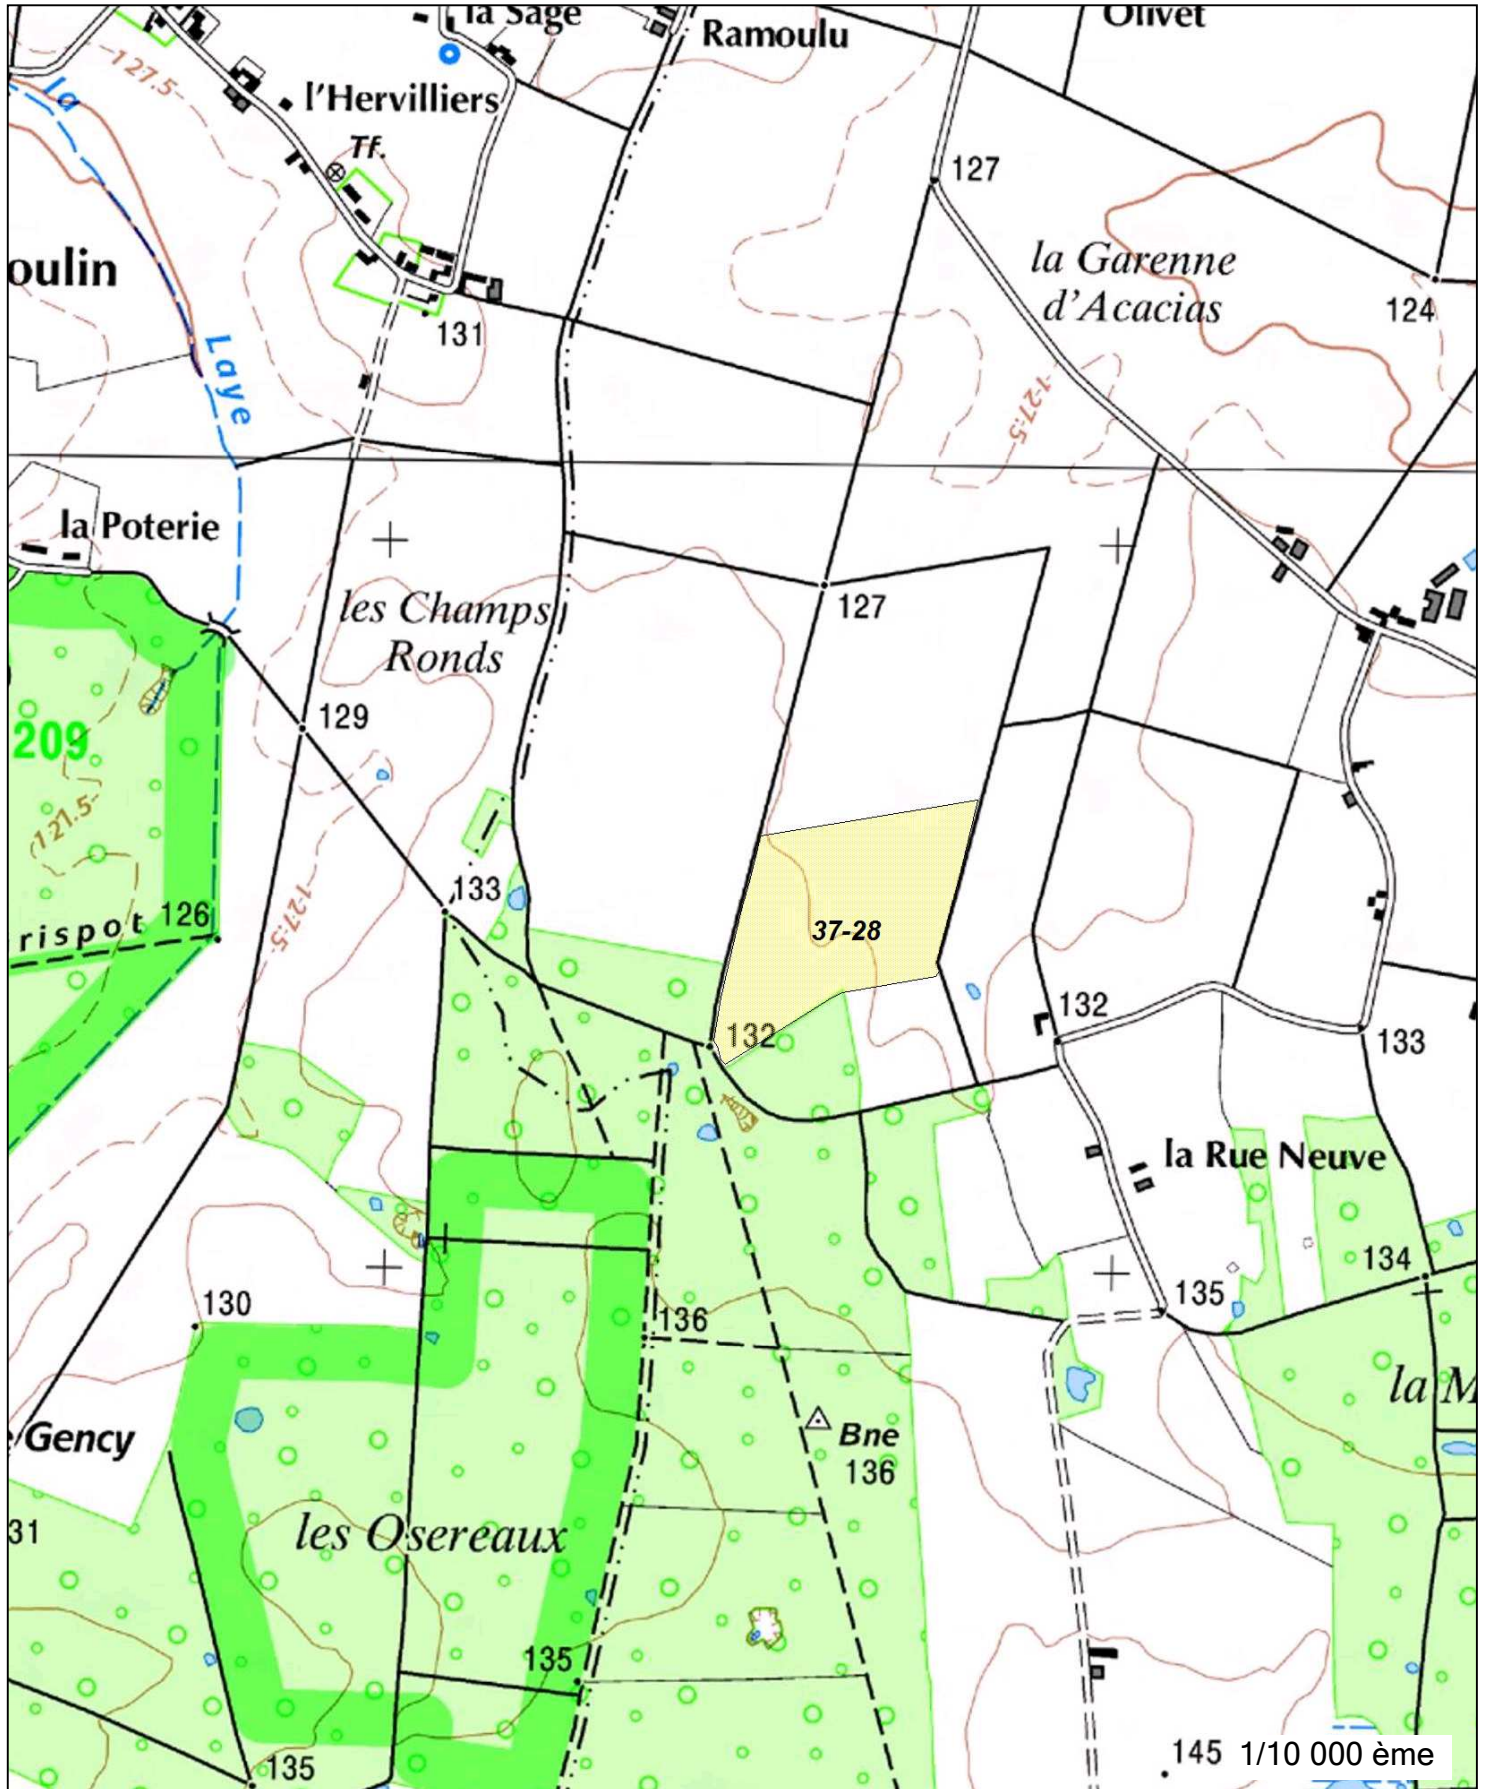 la Sage
Ramoulu
Olivet
127.5
la
l'Hervilliers
Tf.
127
oulin
la Garenne
d'Acacias
131
124
Laye
127.5
la Poterie
les Champs
Ronds
127
129
209
127.5
133
37-28
rispot
126
127.5
132
132
133
la Rue Neuve
134
130
135
136
la M
Gency
Bne
136
31
les Osereaux
135
135
145
1/10 000 ème